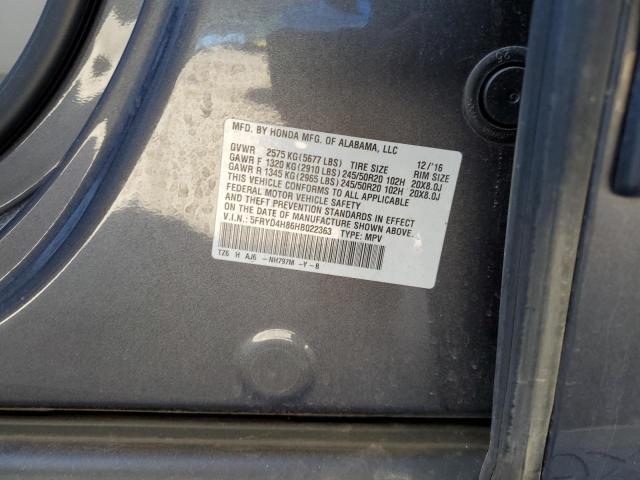 MFD. BY HONDA MFG. OF ALABAMA, LLC
12/'16
GVWR 2575 KG(5677 LBS) TIRE SIZE RIM SIZE
GAWR F 1320 KG(2910 LBS) 245/50R20 102H 20X8.0J
GAWR R 1345 KG(2965 LBS) 245/50R20 102H 20X8.0J
THIS VEHICLE CONFORMS TO ALL APPLICABLE
FEDERAL MOTOR VEHICLE SAFETY
AND THEFT PREVENTION STANDARDS IN EFFECT
ON THE DATE OF MANUFACTURE SHOWN ABOVE.
V.I.N.: 5FRYD4H86HB022363 TYPE: MPV
TZ6 H AJ6 -NH797M -Y-B
25